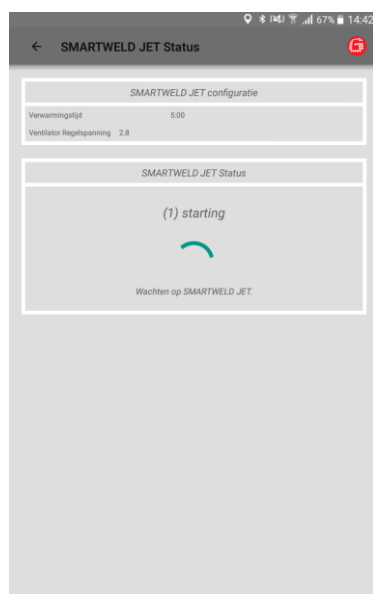 67% 14:42
SMARTWELD JET Status
SMARTWELD JET configuratie
Verwarmingstijd 5:00
Ventilator Regelspanning 2.8
SMARTWELD JET Status
(1) starting
Wachten op SMARTWELD JET.